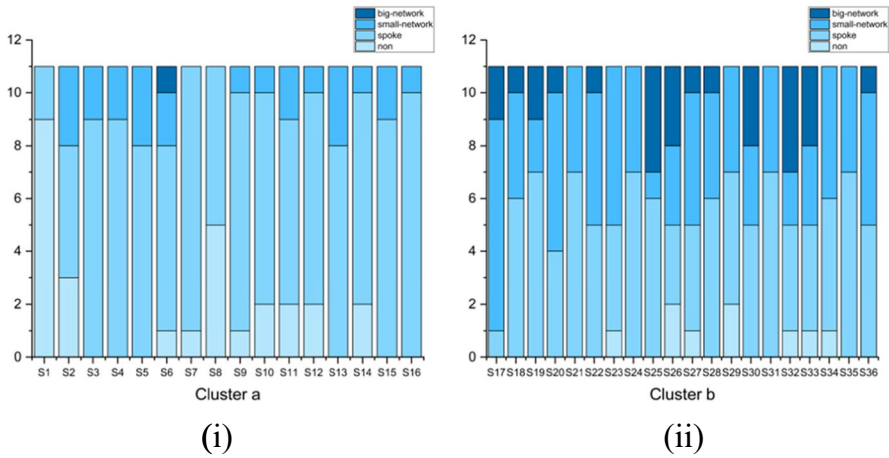 big-network
small-network
spoke
non
12
10
8
6
4
2
0
S1 S2 S3 S4 S5 S6 S7 S8 S9 S10 S11 S12 S13 S14 S15 S16
Cluster a
(i)
big-network
small-network
spoke
non
12
10
8
6
4
2
0
S17 S18 S19 S20 S21 S22 S23 S24 S25 S26 S27 S28 S29 S30 S31 S32 S33 S34 S35 S36
Cluster b
(ii)